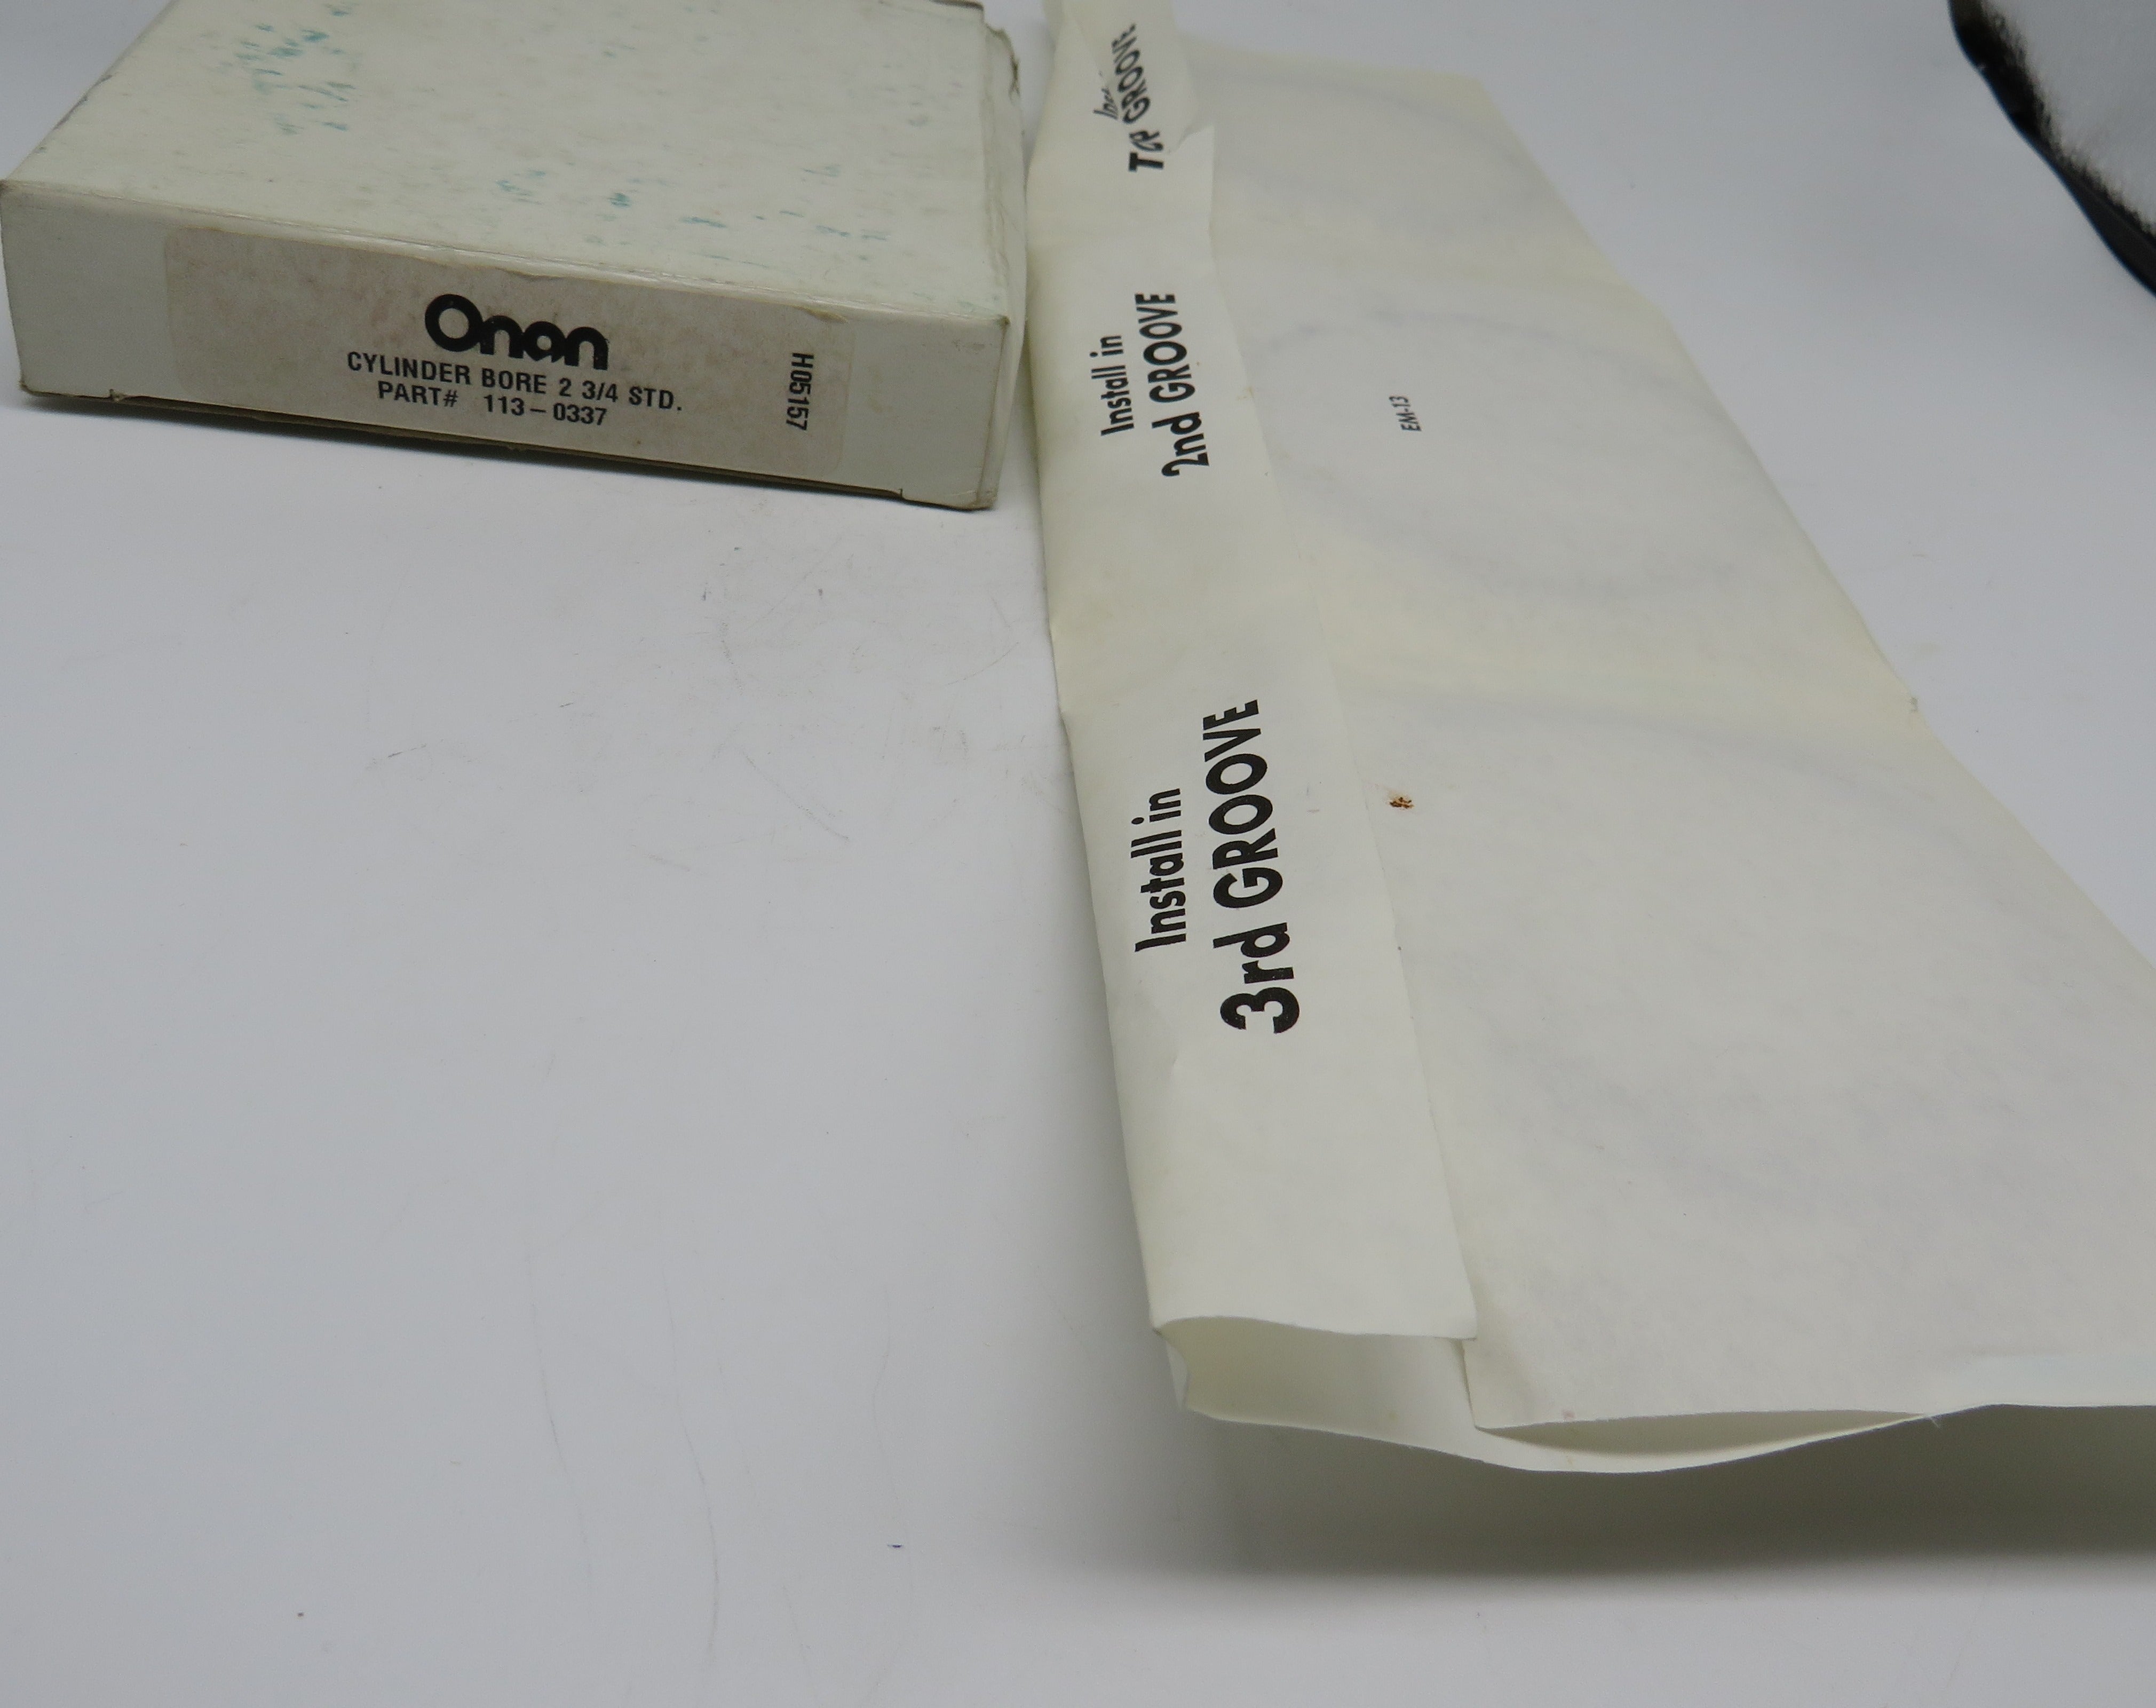 Onan
CYLINDER BORE 2 3/4 STD.
PART# 113-0337
H05157
TOP GROOVE
Install in
2nd GROOVE
EM-13
Install in
3rd GROOVE